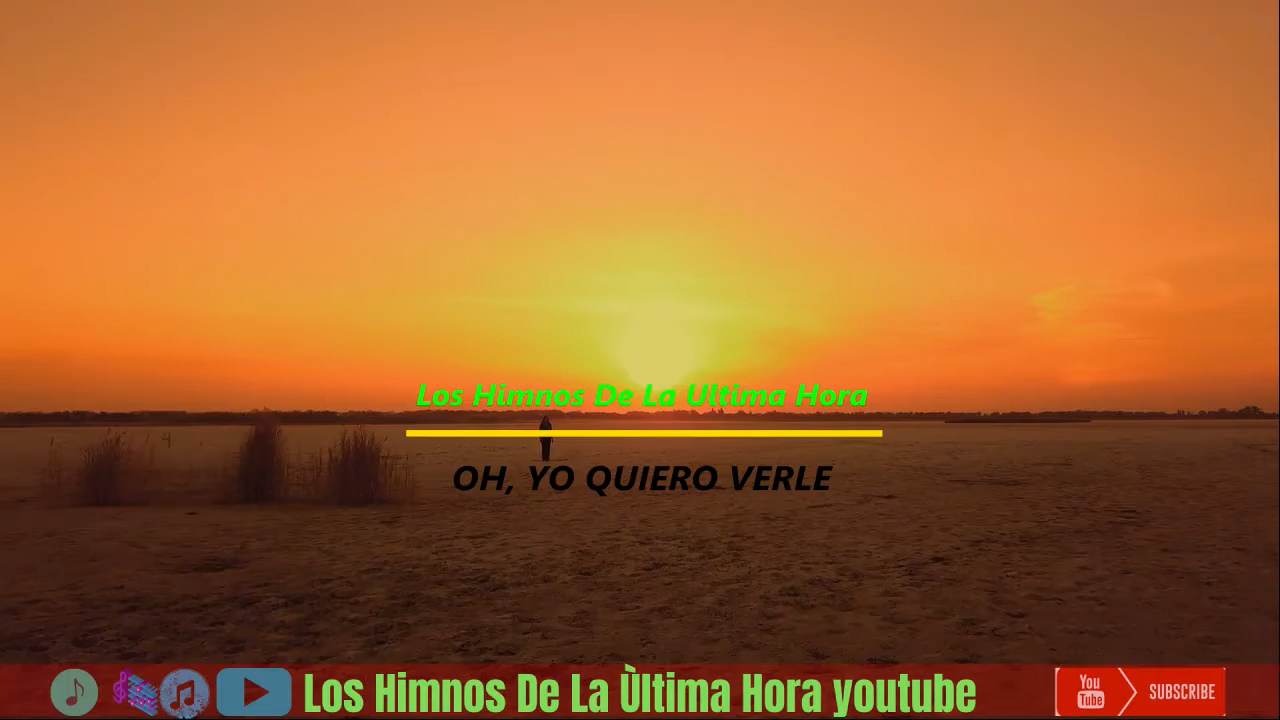 Los Himnos De La Ultima Hora
OH, YO QUIERO VERLE
Los Himnos De La Ùltima Hora youtube
You
Tube
SUBSCRIBE